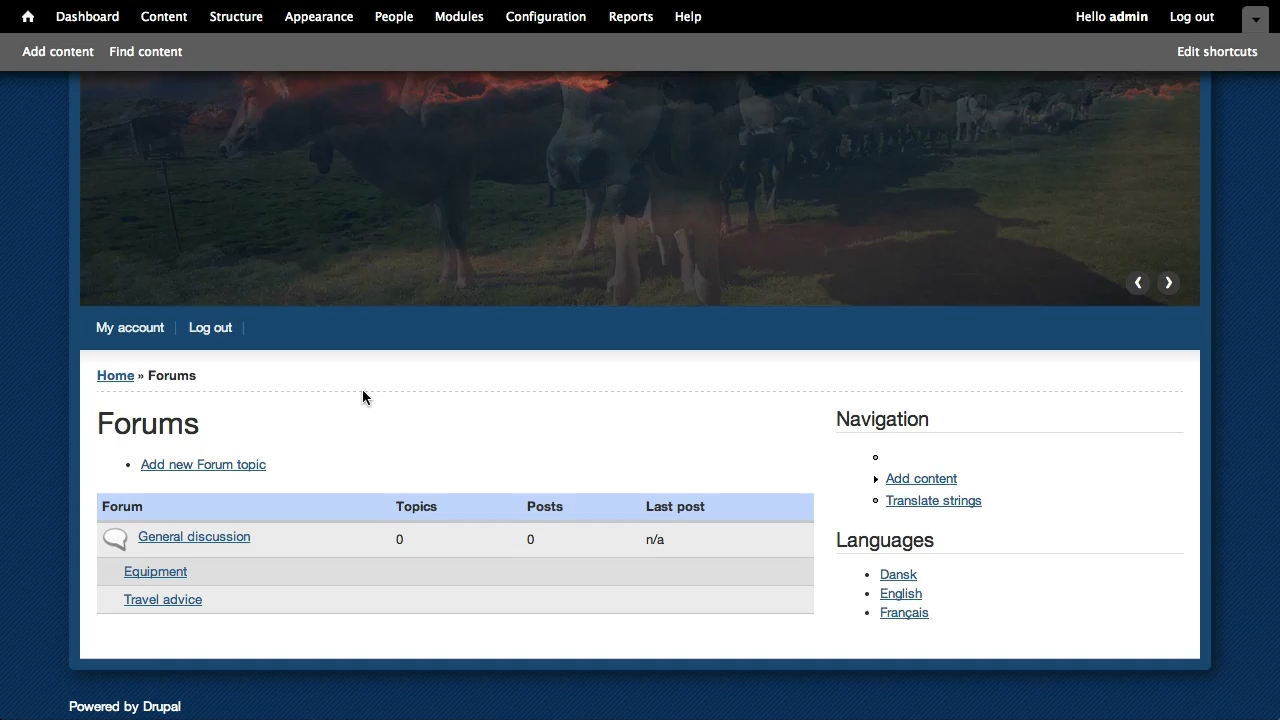 Dashboard Content Structure Appearance People Modules Configuration Reports Help Hello admin Log out
Add content Find content Edit shortcuts
My account Log out
Home » Forums
Forums
Add new Forum topic
Forum Topics Posts Last post
General discussion 0 0 n/a
Equipment
Travel advice
Navigation
Add content
Translate strings
Languages
Dansk
English
Français
Powered by Drupal